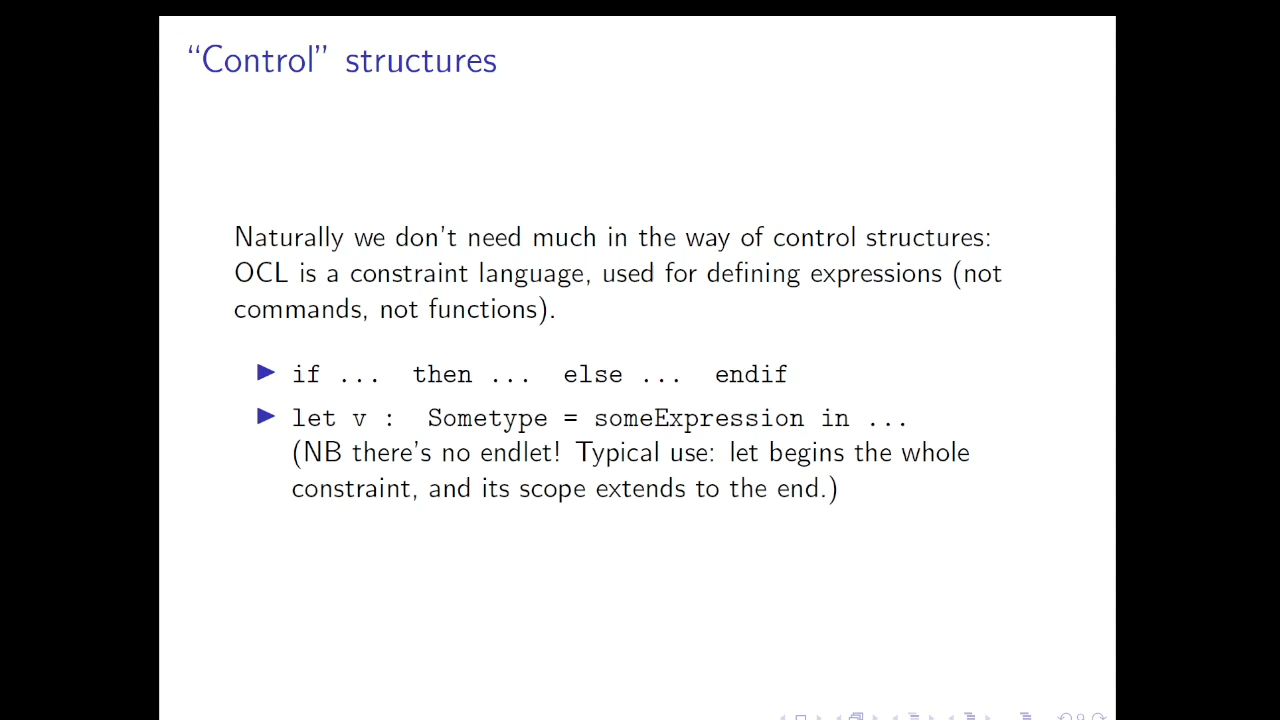 “Control” structures
Naturally we don't need much in the way of control structures:
OCL is a constraint language, used for defining expressions (not
commands, not functions).
if ... then ... else ... endif
let v : Sometype = someExpression in ...
(NB there's no endlet! Typical use: let begins the whole
constraint, and its scope extends to the end.)